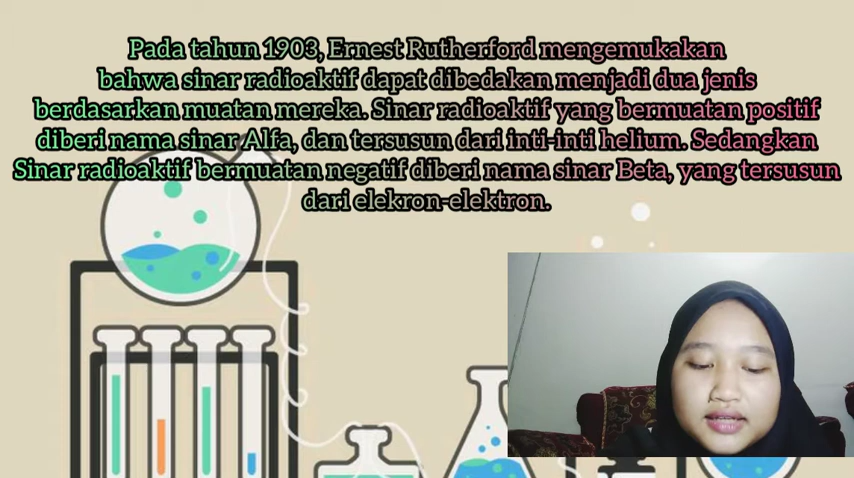 Pada tahun 1903, Ernest Rutherford mengemukakan
bahwa sinar radioaktif dapat dibedakan menjadi dua jenis
berdasarkan muatan mereka. Sinar radioaktif yang bermuatan positif
diberi nama sinar Alfa, dan tersusun dari inti-inti helium. Sedangkan
Sinar radioaktif bermuatan negatif diberi nama sinar Beta, yang tersusun
dari elekron-elektron.